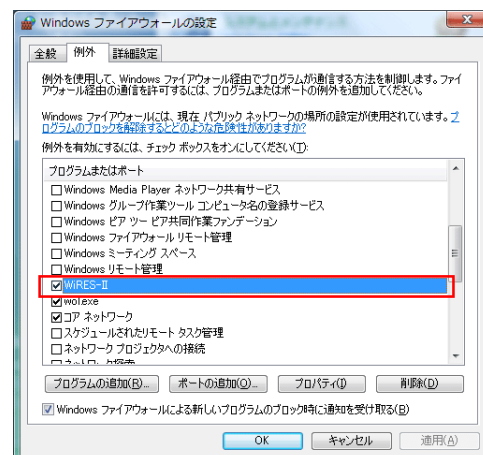 Windows ファイアウォールの設定
全般 例外 詳細設定
例外を使用して、Windows ファイアウォール経由でプログラムが通信する方法を制御します。ファイ
アウォール経由の通信を許可するには、プログラムまたはポートの例外を追加してください。
Windows ファイアウォールには、現在 パブリック ネットワークの場所の設定が使用されています。プ
ログラムのブロックを解除するとどのような危険性がありますか?
例外を有効にするには、チェック ボックスをオンにしてください(T):
プログラムまたはポート
Windows Media Player ネットワーク共有サービス
Windows グループ作業ツール コンピュータ名の登録サービス
Windows ピア ツー ピア共同作業ファンデーション
Windows ファイアウォール リモート管理
Windows ミーティング スペース
Windows リモート管理
WiRES-II
wol.exe
コア ネットワーク
スケジュールされたリモート タスク管理
ネットワーク プロジェクタへの接続
プログラムの追加(R)... ポートの追加(O)... プロパティ(I) 削除(D)
Windows ファイアウォールによる新しいプログラムのブロック時に通知を受け取る(B)
OK キャンセル 適用(A)